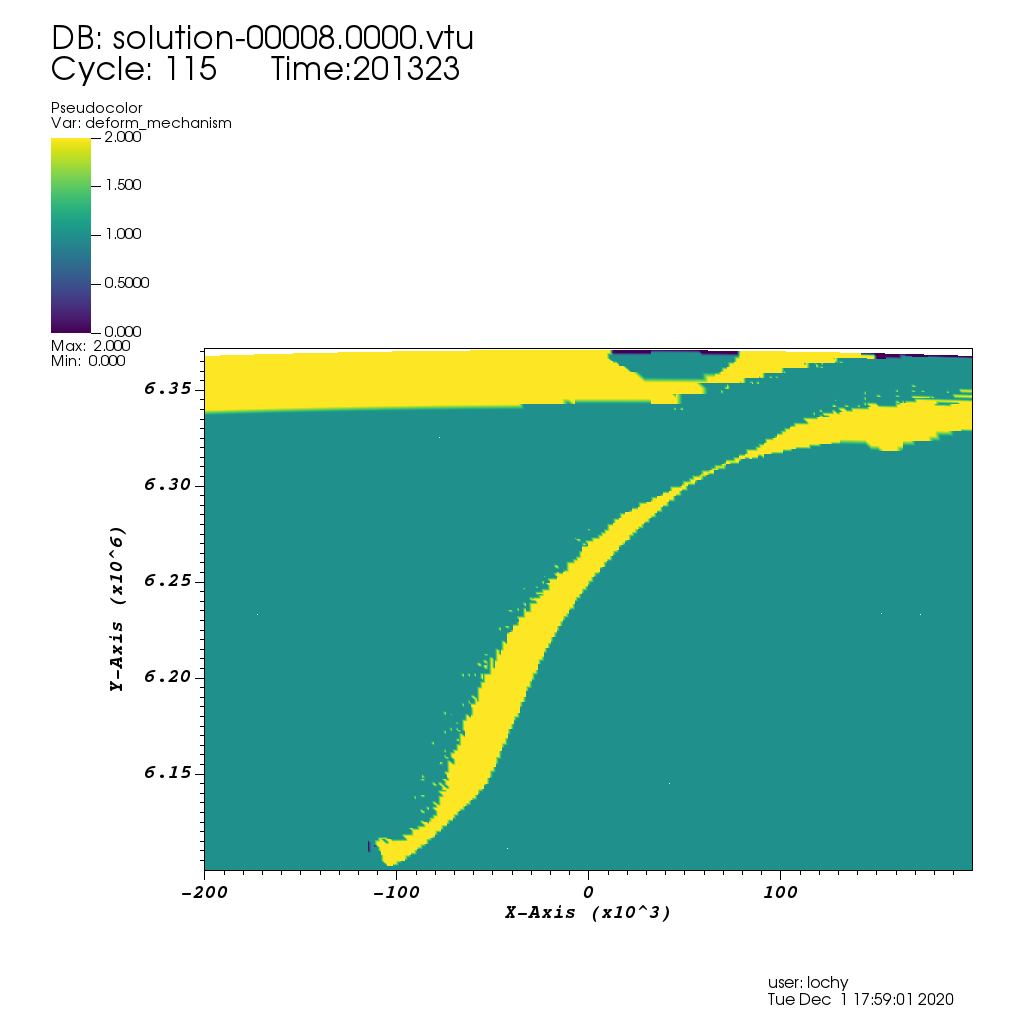 DB: solution-00008.0000.vtu
Cycle: 115 Time:201323
Pseudocolor
Var: deform_mechanism
2.000
1.500
1.000
0.5000
0.000
Max: 2.000
Min: 0.000
6.35
6.30
6.25
6.20
6.15
Y-Axis (x10^6)
-200
-100
0
100
X-Axis (x10^3)
user: lochy
Tue Dec 1 17:59:01 2020